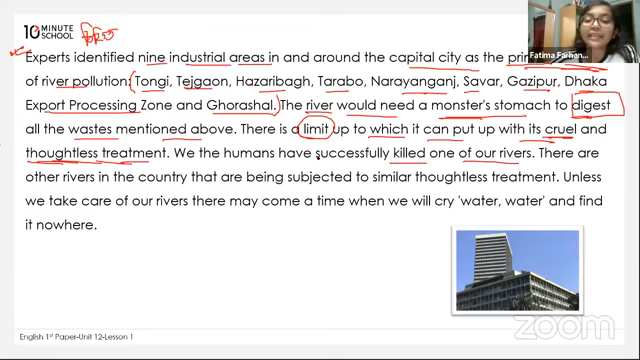 10 MINUTE SCHOOL
Fatima Farhan
Experts identified nine industrial areas in and around the capital city as the
of river pollution: Tongi, Tejgaon, Hazaribagh, Tarabo, Narayanganj, Savar, Gazipur, Dhaka
Export Processing Zone and Ghorashal. The river would need a monster's stomach to digest
all the wastes mentioned above. There is a limit up to which it can put up with its cruel and
thoughtless treatment. We the humans have successfully killed one of our rivers. There are
other rivers in the country that are being subjected to similar thoughtless treatment. Unless
we take care of our rivers there may come a time when we will cry 'water, water' and find
it nowhere.
zoom
English 1st Paper-Unit 12-Lesson 1